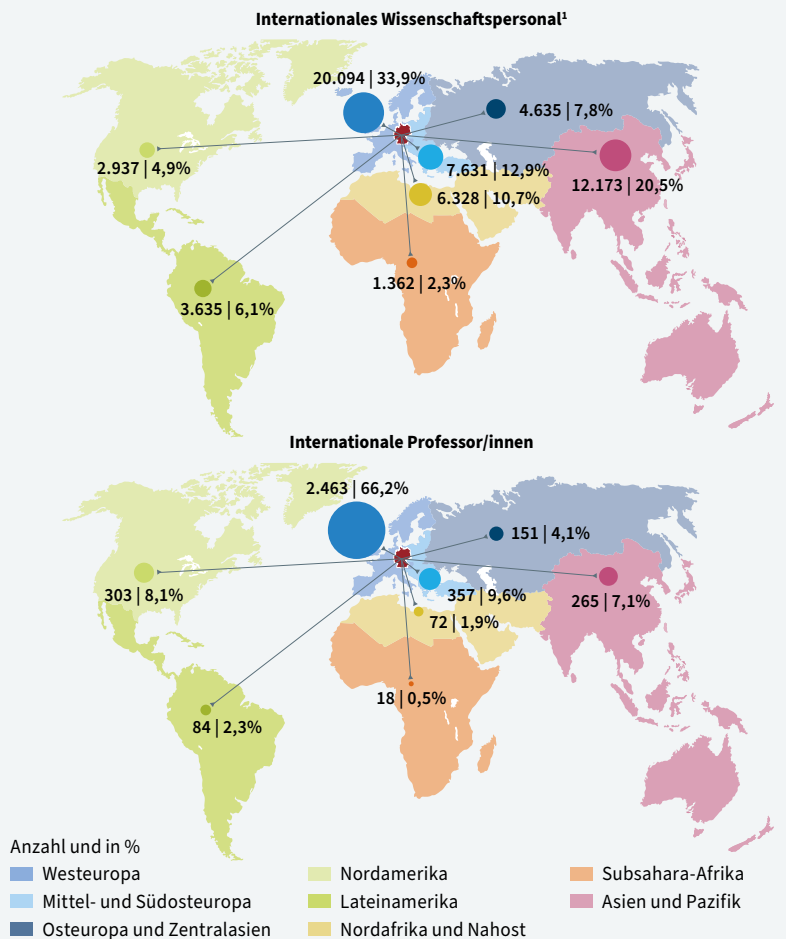 Internationales Wissenschaftspersonal¹
20.094 | 33,9%
4.635 | 7,8%
2.937 | 4,9%
7.631 | 12,9%
12.173 | 20,5%
6.328 | 10,7%
1.362 | 2,3%
3.635 | 6,1%
Internationale Professor/innen
2.463 | 66,2%
151 | 4,1%
303 | 8,1%
357 | 9,6%
265 | 7,1%
72 | 1,9%
18 | 0,5%
84 | 2,3%
Anzahl und in %
Westeuropa
Mittel- und Südosteuropa
Osteuropa und Zentralasien
Nordamerika
Lateinamerika
Nordafrika und Nahost
Subsahara-Afrika
Asien und Pazifik